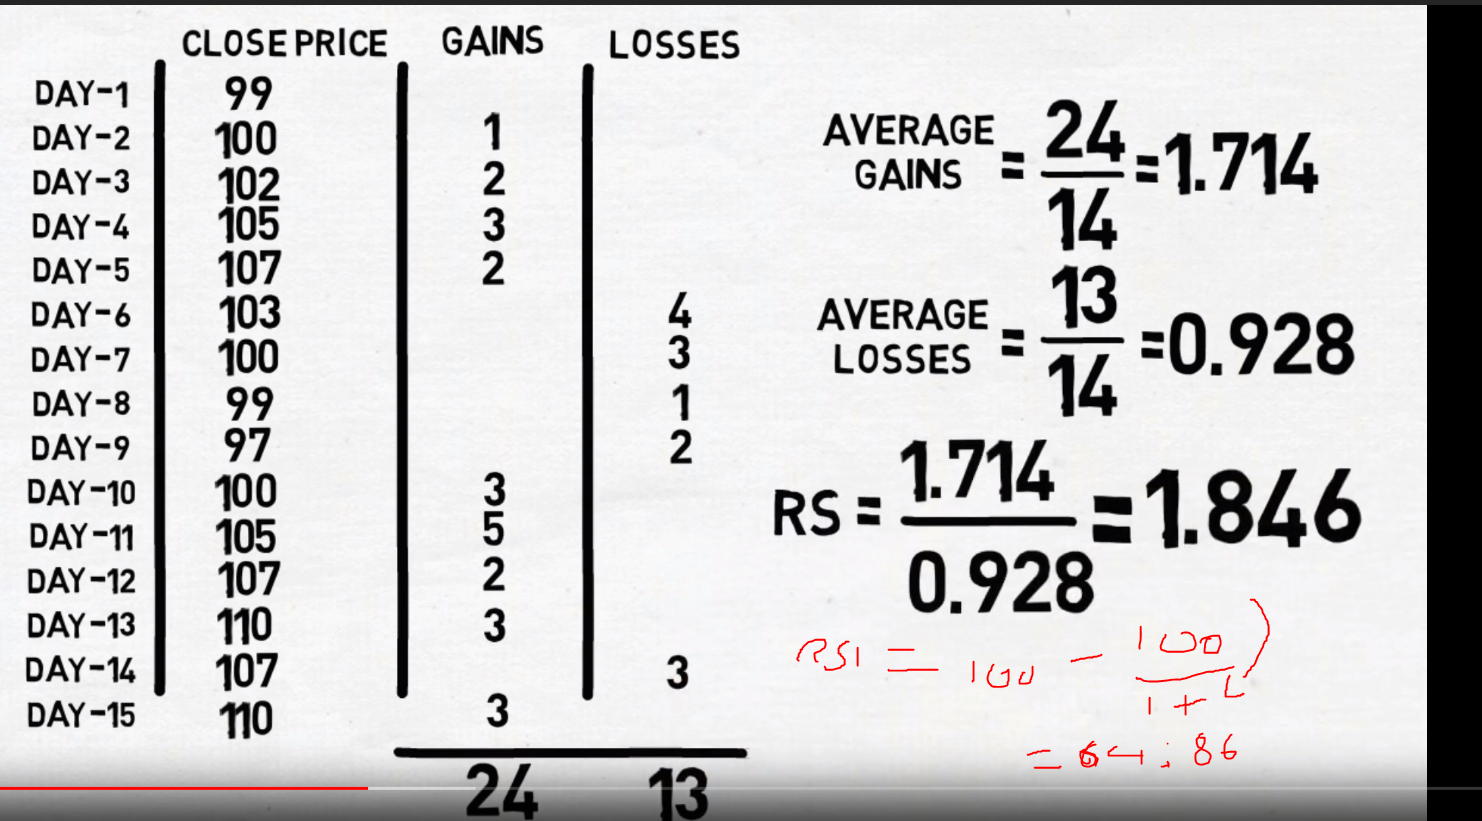 CLOSE PRICE GAINS LOSSES
DAY-1 99
DAY-2 100 1
DAY-3 102 2
DAY-4 105 3
DAY-5 107 2
DAY-6 103 4
DAY-7 100 3
DAY-8 99 1
DAY-9 97 2
DAY-10 100 3
DAY-11 105 5
DAY-12 107 2
DAY-13 110 3
DAY-14 107 3
DAY-15 110 3
24 13
AVERAGE GAINS = 24/14 = 1.714
AVERAGE LOSSES = 13/14 = 0.928
RS = 1.714/0.928 = 1.846
RSI = 100 - 100/1+
= 64.86